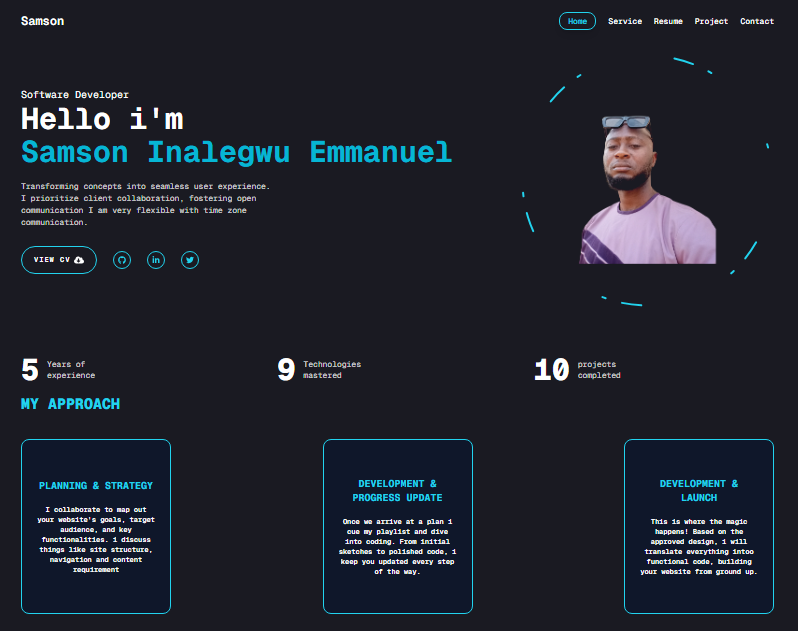 Samson
Home Service Resume Project Contact
Software Developer
Hello i'm
Samson Inalegwu Emmanuel
Transforming concepts into seamless user experience.
I prioritize client collaboration, fostering open
communication I am very flexible with time zone
communication.
VIEW CV
5 Years of
experience
9 Technologies
mastered
10 projects
completed
MY APPROACH
PLANNING & STRATEGY
I collaborate to map out
your website's goals, target
audience, and key
functionalities. i discuss
things like site structure,
navigation and content
requirement
DEVELOPMENT &
PROGRESS UPDATE
Once we arrive at a plan i
cue my playlist and dive
into coding. From initial
sketches to polished code, i
keep you updated every step
of the way.
DEVELOPMENT &
LAUNCH
This is where the magic
happens! Based on the
approved design, i will
translate everything intoo
functional code, building
your website from ground up.